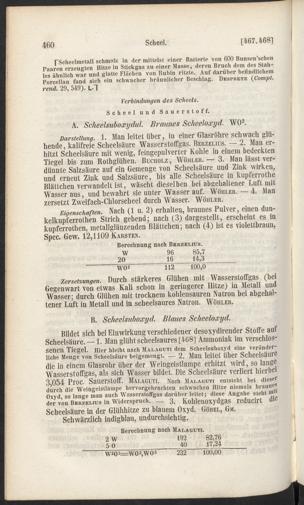 460 Scheel. [467,468]
⎡Scheelmetall schmelz in der mittelst einer Batterie von 600 Bunsen'schen
Paaren erzeugten Hitze in Stickgas zu einer Masse, deren Bruch dem des Stah-
les ähnlich war und glatte Flächen von Rubin ritzte. Auf darüber befindlichem
Porcellan fand sich ein schwacher bräunlicher Beschlag. DESPRETZ (Compt.
rend. 29, 549). L.⎤
Verbindungen des Scheels.
Scheel und Sauerstoff.
A. Scheelsuboxydul. Braunes Scheeloxyd. WO².
Darstellung. 1. Man leitet über, in einer Glasröhre schwach glü-
hende, kalifreie Scheelsäure Wasserstoffgas. BERZELIUS. — 2. Man er-
hitzt Scheelsäure mit wenig, feingepulverter Kohle in einem bedeckten
Tiegel bis zum Rothglühen. BUCHOLZ, WÖHLER. — 3. Man lässt ver-
dünnte Salzsäure auf ein Gemenge von Scheelsäure und Zink wirken,
und erneut Zink und Salzsäure, bis alle Scheelsäure in kupferrothe
Blättchen verwandelt ist, wäscht dieselben bei abgehaltener Luft mit
Wasser aus, und bewahrt sie unter Wasser auf. WÖHLER. — 4. Man
zersetzt Zweifach-Chlorscheel durch Wasser. WÖHLER.
Eigenschaften. Nach (1 u. 2) erhalten, braunes Pulver, einen dun-
kelkupferrothen Strich gebend; nach (3) dargestellt, erscheint es in
kupferrothen, metallglänzenden Blättchen; nach (4) ist es violettbraun,
Spec. Gew. 12,1109 KARSTEN.
Berechnung nach BERZELIUS.
W 96 85,7
2O 16 14,3
WO² 112 100,0
Zersetzungen. Durch stärkeres Glühen mit Wasserstoffgas (bei
Gegenwart von etwas Kali schon in geringerer Hitze) in Metall und
Wasser; durch Glühen mit trocknem kohlensauren Natron bei abgehal-
tener Luft in Metall und in scheelsaures Natron. WÖHLER.
B. Scheelsuboxyd. Blaues Scheeloxyd.
Bildet sich bei Einwirkung verschiedener desoxydirender Stoffe auf
Scheelsäure. — 1. Man glüht scheelsaures [468] Ammoniak im verschlos-
senen Tiegel. Hier bleibt nach MALAGUTI dem Scheelsuboxyd eine veränder-
liche Menge von Scheelsäure beigemengt. — 2. Man leitet über Scheelsäure
die in einem Glasrohr über der Weingeistlampe erhitzt wird, so lange
Wasserstoffgas, als sich Wasser bildet. Die Scheelsäure verliert hierbei
3,054 Proc. Sauerstoff. MALAGUTI. Nach MALAGUTI entsteht bei dieser
durch die Weingeistlampe hervorgebrachten schwachen Hitze niemals braunes
Oxyd, so lange man auch Wasserstoffgas darüber leitet; diese Angabe steht mit
der von BERZELIUS in Widerspruch. — 3. Kohlenoxydgas reducirt die
Scheelsäure in der Glühhitze zu blauem Oxyd. GÖBEL, GM.
Schwärzlich indigblau, undurchsichtig.
Berechnung nach MALAGUTI.
2 W 192 82,76
5 O 40 17,24
W²O⁵=WO²,WO³ 232 100,00